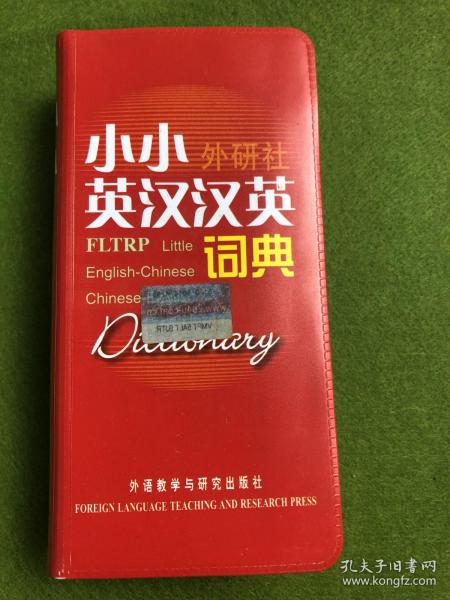 小小 外研社
英汉汉英
FLTRP Little
English-Chinese 词典
Chinese-
Dictionary
外语教学与研究出版社
FOREIGN LANGUAGE TEACHING AND RESEARCH PRESS
孔夫子旧书网
www.kongfz.com